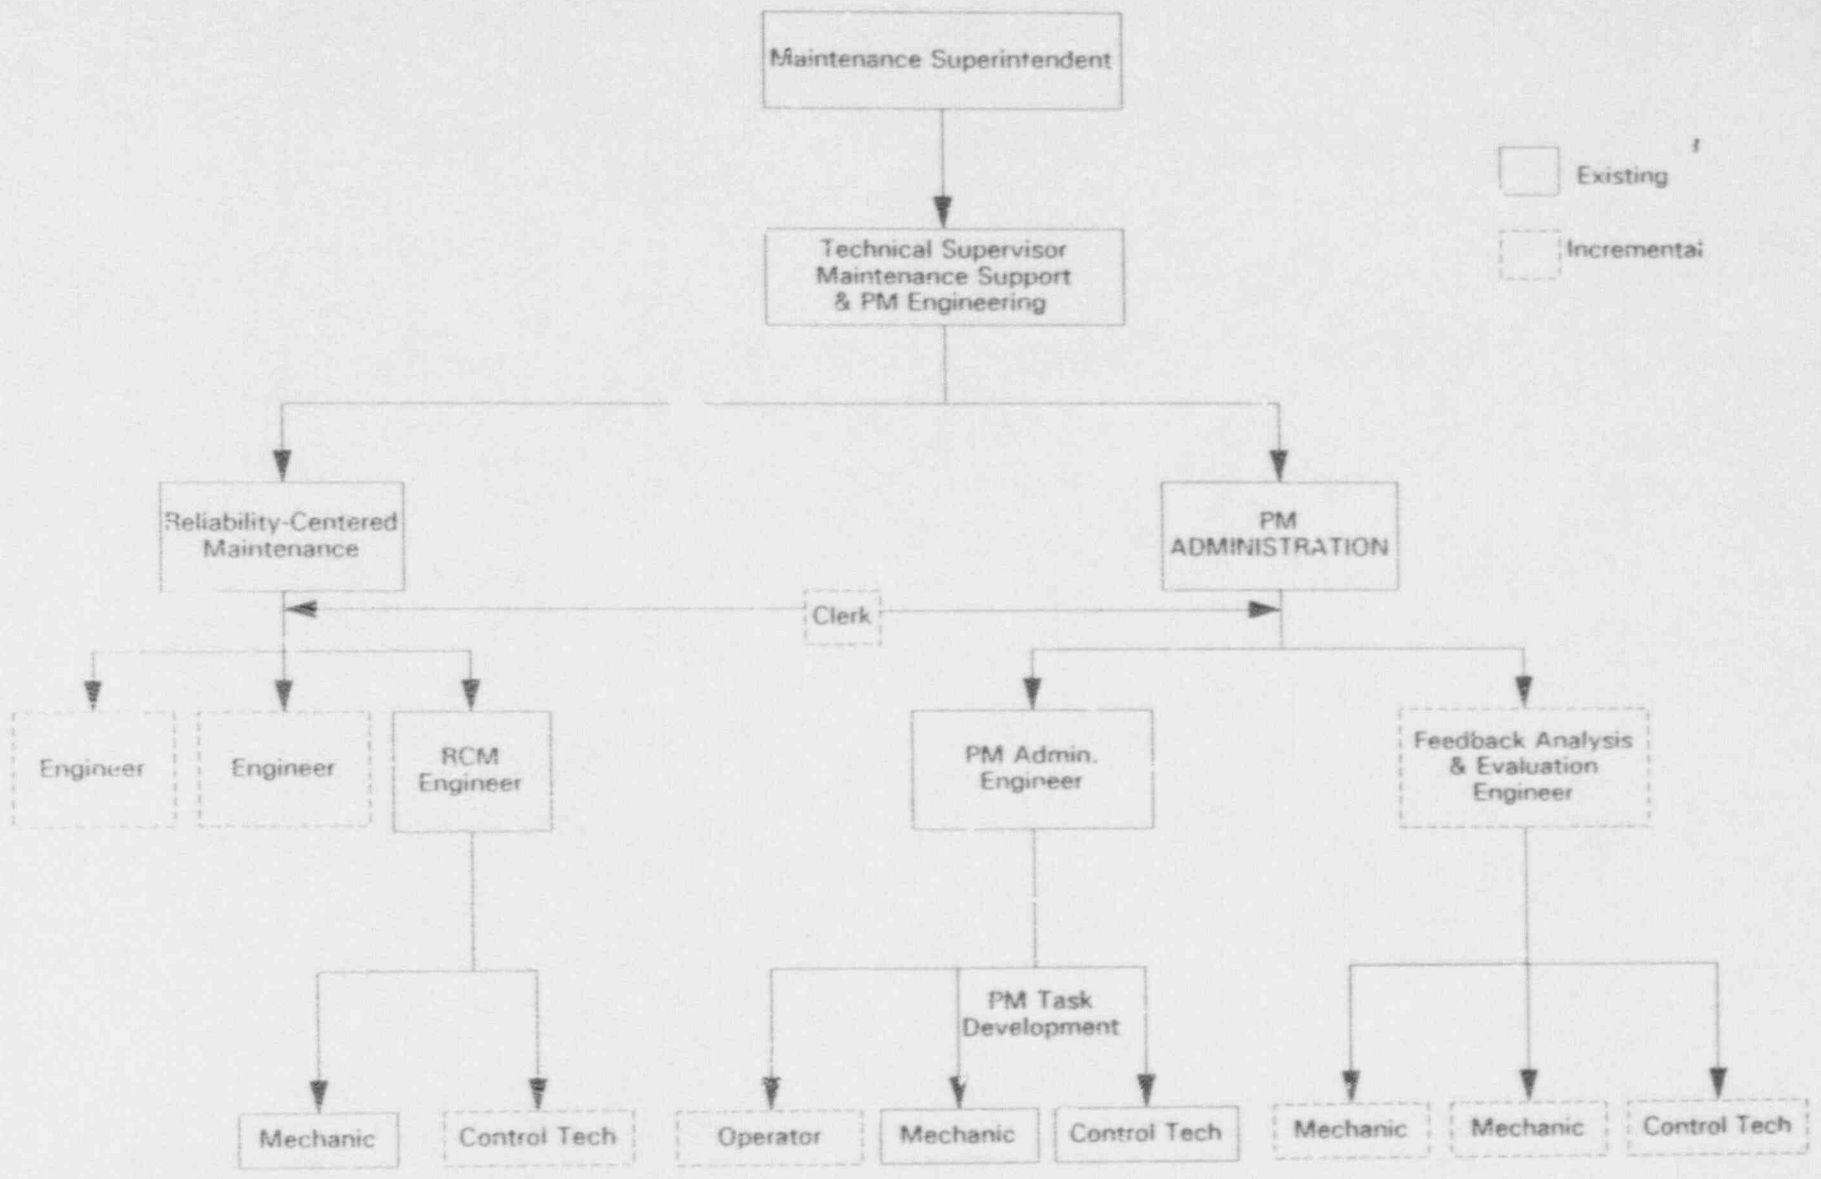 Maintenance Superintendent
Existing
Technical Supervisor
Maintenance Support
& PM Engineering
Incremental
Reliability-Centered
Maintenance
PM
ADMINISTRATION
Clerk
Engineer
Engineer
RCM
Engineer
PM Admin.
Engineer
Feedback Analysis
& Evaluation
Engineer
PM Task
Development
Mechanic
Control Tech
Operator
Mechanic
Control Tech
Mechanic
Mechanic
Control Tech